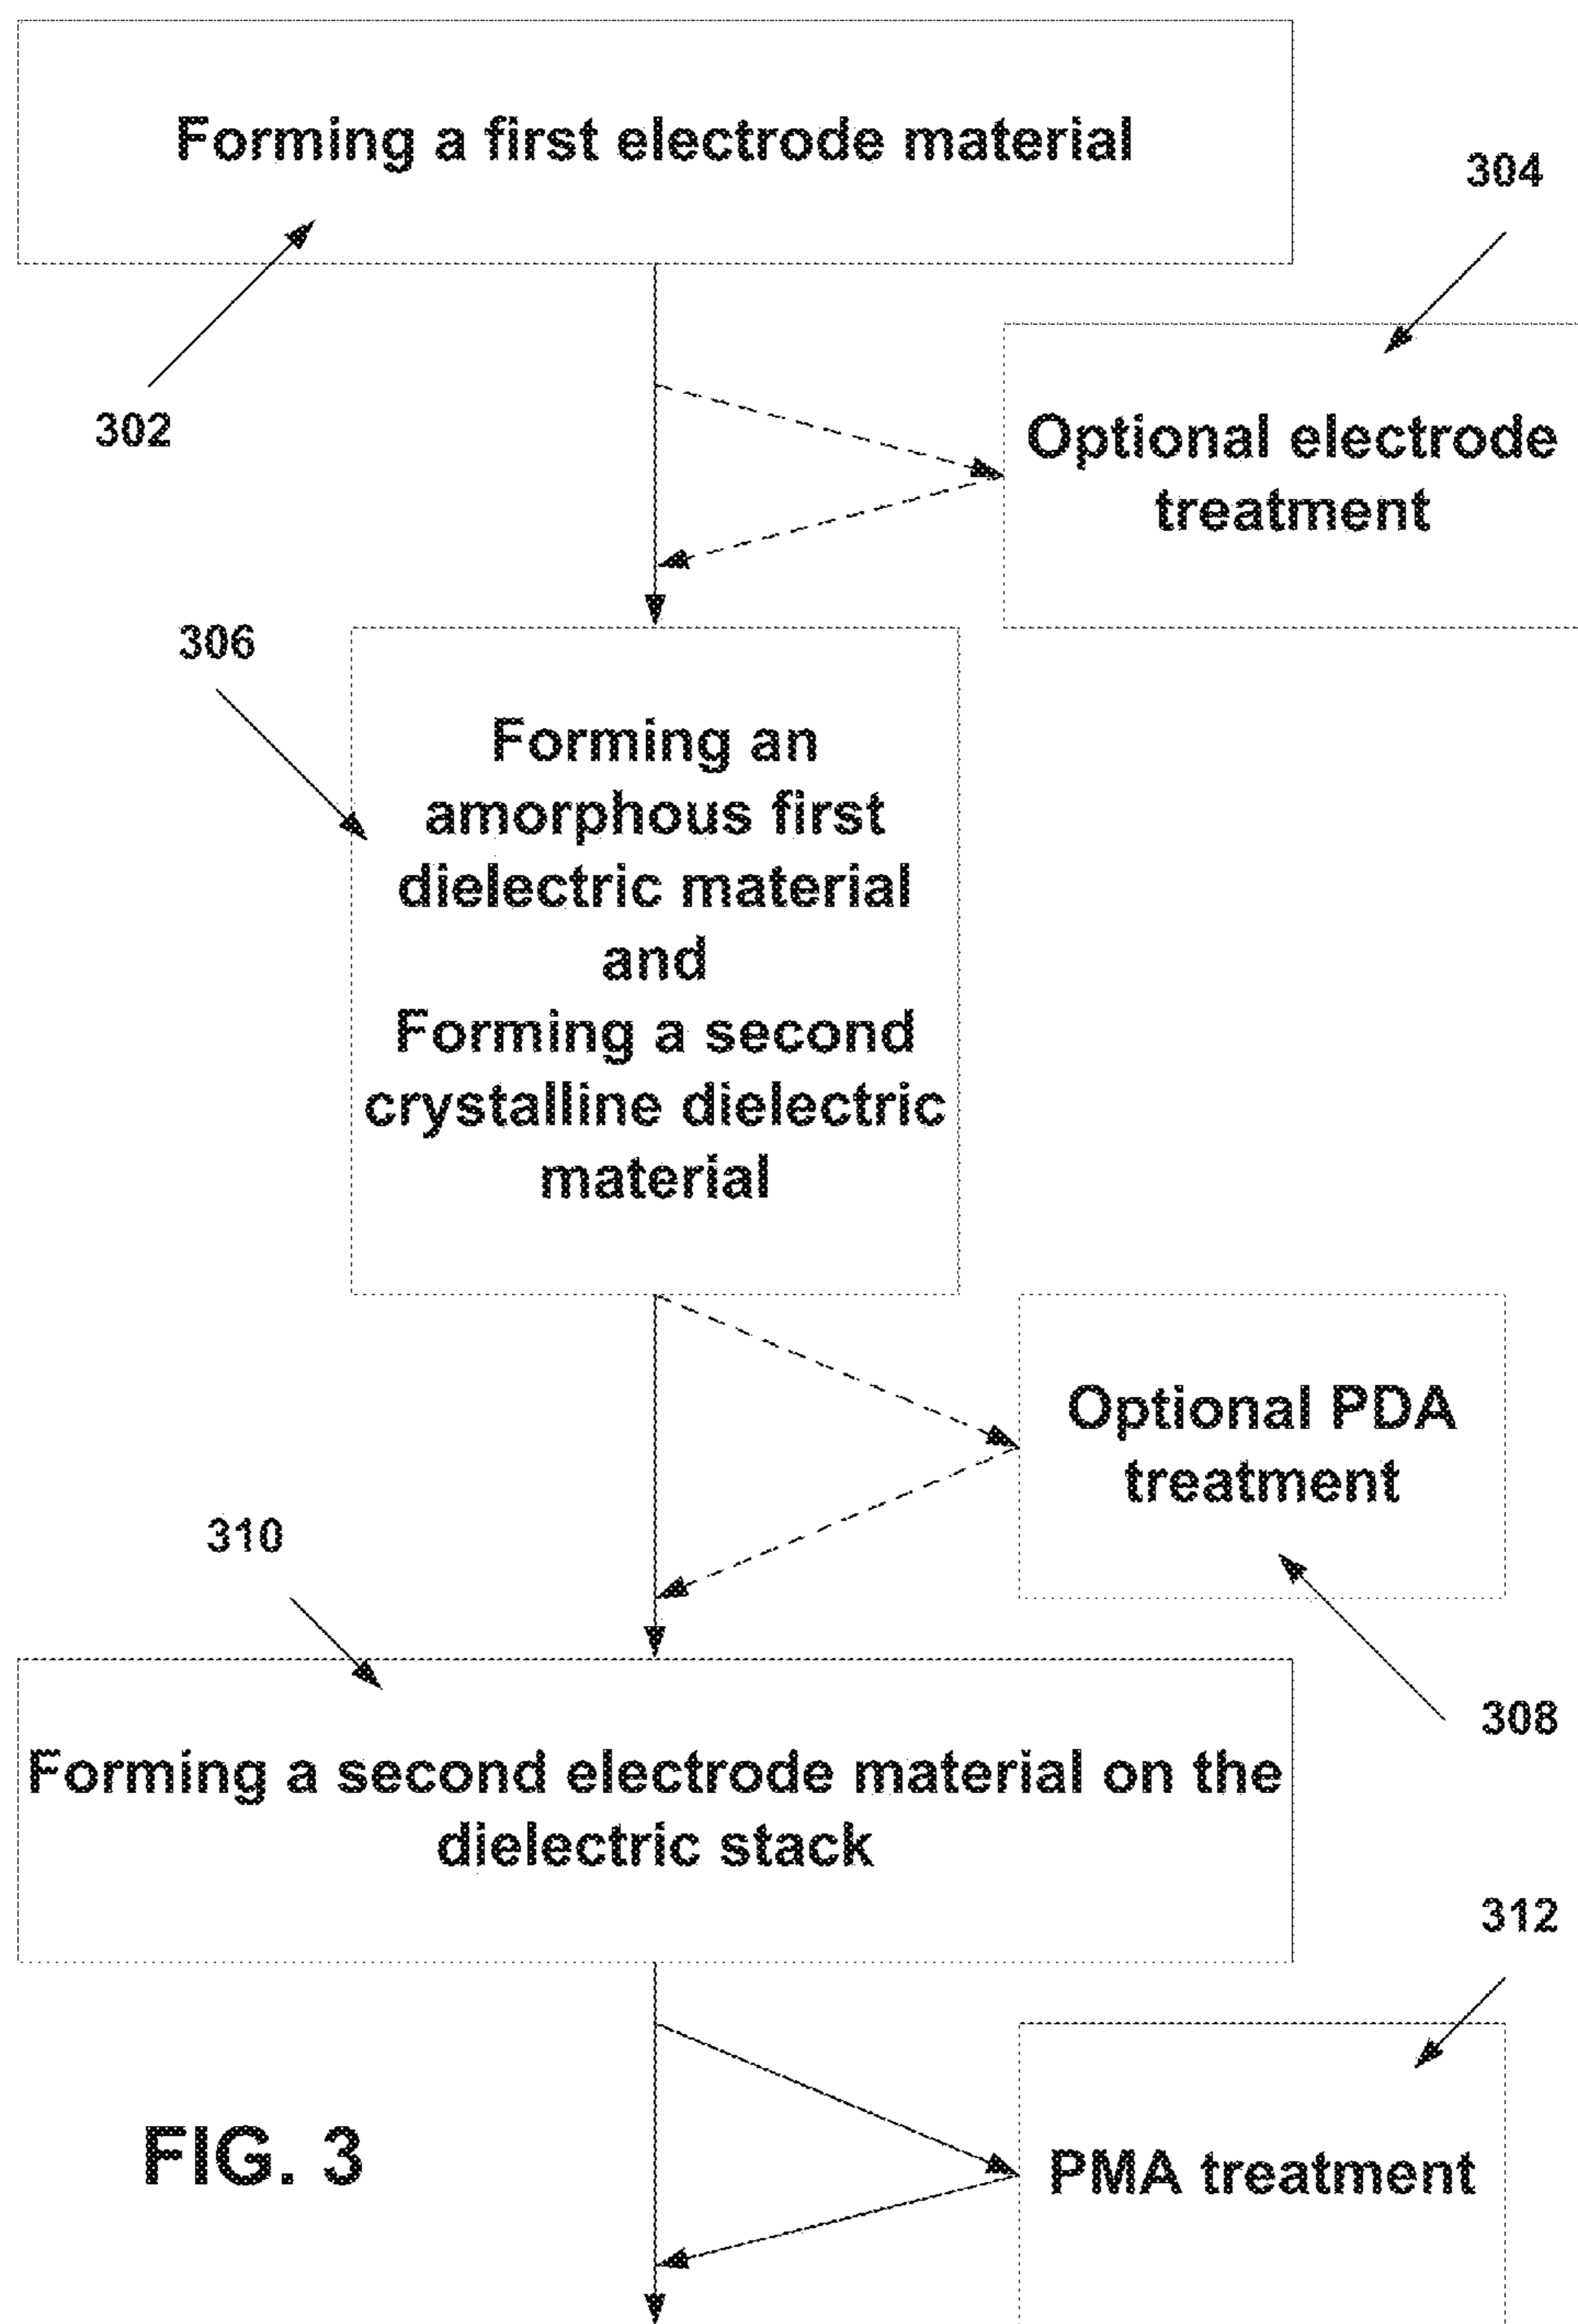 Forming a first electrode material
304
302
Optional electrode
treatment
306
Forming an
amorphous first
dielectric material
and
Forming a second
crystalline dielectric
material
Optional PDA
treatment
310
308
Forming a second electrode material on the
dielectric stack
312
FIG. 3
PMA treatment